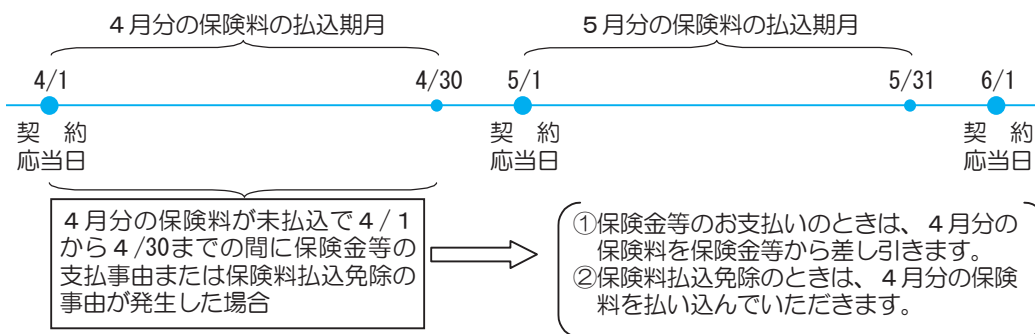 4月分の保険料の払込期月
5月分の保険料の払込期月
4/1
4/30
5/1
5/31
6/1
契 約
応当日
契 約
応当日
契 約
応当日
4月分の保険料が未払込で4/1
から4/30までの間に保険金等の
支払事由または保険料払込免除の
事由が発生した場合
①保険金等のお支払いのときは、4月分の
保険料を保険金等から差し引きます。
②保険料払込免除のときは、4月分の保険
料を払い込んでいただきます。